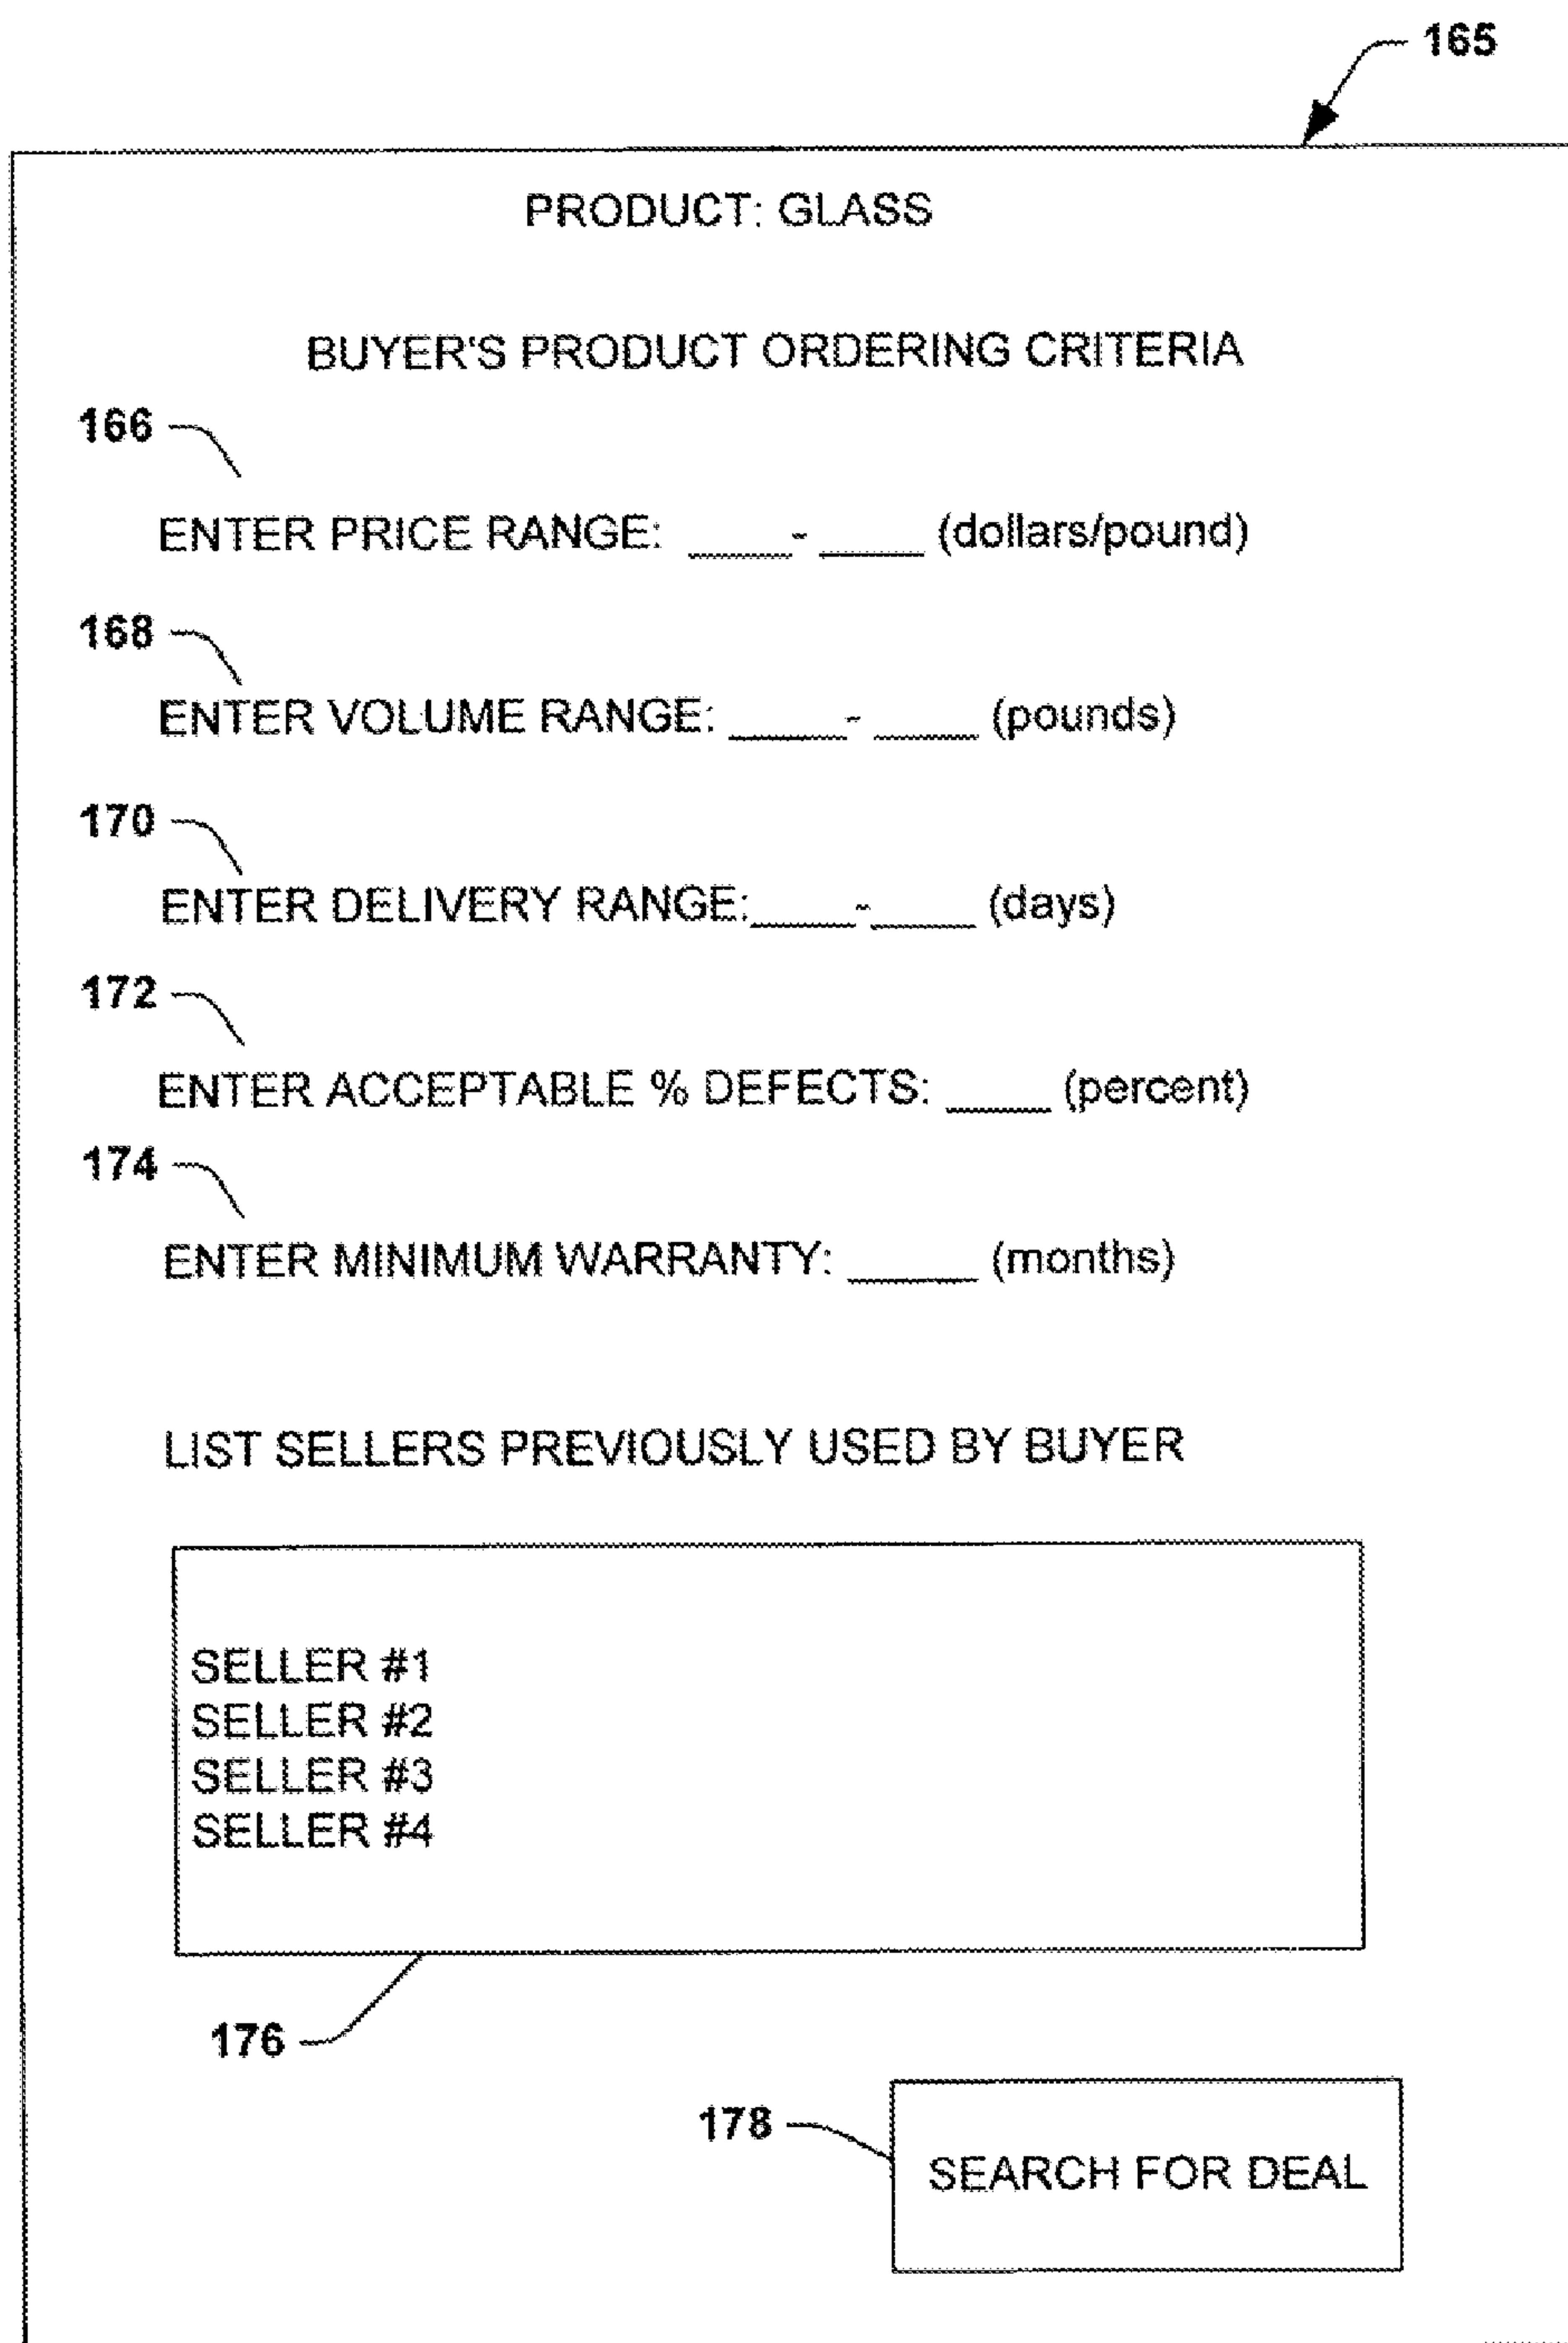 165
PRODUCT: GLASS
BUYER'S PRODUCT ORDERING CRITERIA
166
ENTER PRICE RANGE: ____- ____ (dollars/pound)
168
ENTER VOLUME RANGE: ____- ____ (pounds)
170
ENTER DELIVERY RANGE:____-____ (days)
172
ENTER ACCEPTABLE % DEFECTS: ____ (percent)
174
ENTER MINIMUM WARRANTY: _____ (months)
LIST SELLERS PREVIOUSLY USED BY BUYER
SELLER #1
SELLER #2
SELLER #3
SELLER #4
176
178
SEARCH FOR DEAL